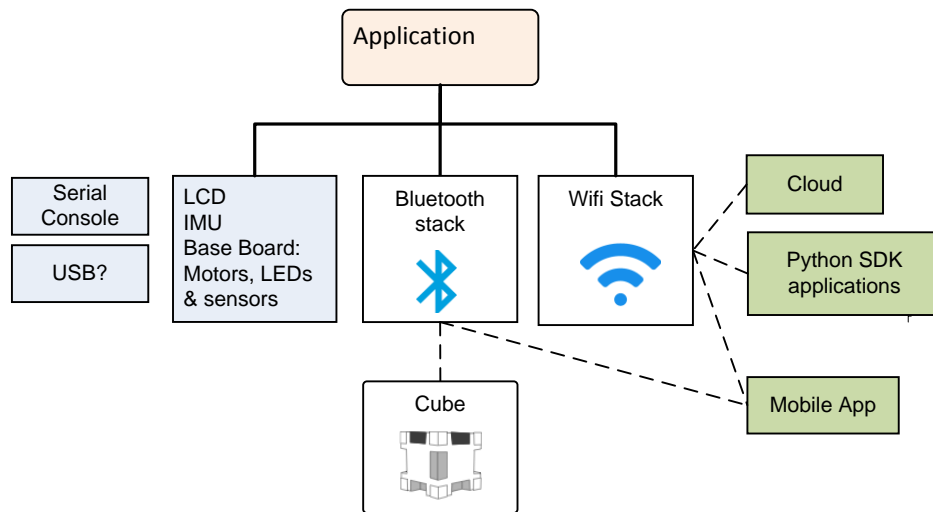 Application
Serial
Console
USB?
LCD
IMU
Base Board:
Motors, LEDs
& sensors
Bluetooth
stack
Wifi Stack
Cloud
Python SDK
applications
Mobile App
Cube